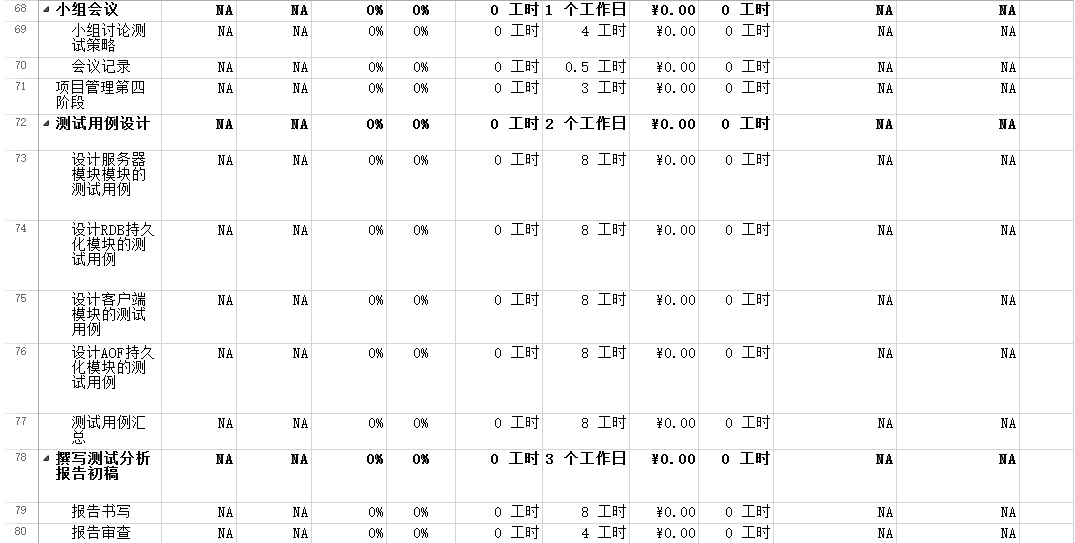 68 小组会议 NA NA 0% 0% 0 工时 1 个工作日 ¥0.00 0 工时 NA NA
69 小组讨论测 NA NA 0% 0% 0 工时 4 工时 ¥0.00 0 工时 NA NA
试策略
70 会议记录 NA NA 0% 0% 0 工时 0.5 工时 ¥0.00 0 工时 NA NA
71 项目管理第四 NA NA 0% 0% 0 工时 3 工时 ¥0.00 0 工时 NA NA
阶段
72 测试用例设计 NA NA 0% 0% 0 工时 2 个工作日 ¥0.00 0 工时 NA NA
73 设计服务器 NA NA 0% 0% 0 工时 8 工时 ¥0.00 0 工时 NA NA
模块模块的
测试用例
74 设计RDB持久 NA NA 0% 0% 0 工时 8 工时 ¥0.00 0 工时 NA NA
化模块的测
试用例
75 设计客户端 NA NA 0% 0% 0 工时 8 工时 ¥0.00 0 工时 NA NA
模块的测试
用例
76 设计AOF持久 NA NA 0% 0% 0 工时 8 工时 ¥0.00 0 工时 NA NA
化模块的测
试用例
77 测试用例汇 NA NA 0% 0% 0 工时 8 工时 ¥0.00 0 工时 NA NA
总
78 撰写测试分析 NA NA 0% 0% 0 工时 3 个工作日 ¥0.00 0 工时 NA NA
报告初稿
79 报告书写 NA NA 0% 0% 0 工时 8 工时 ¥0.00 0 工时 NA NA
80 报告审查 NA NA 0% 0% 0 工时 4 工时 ¥0.00 0 工时 NA NA